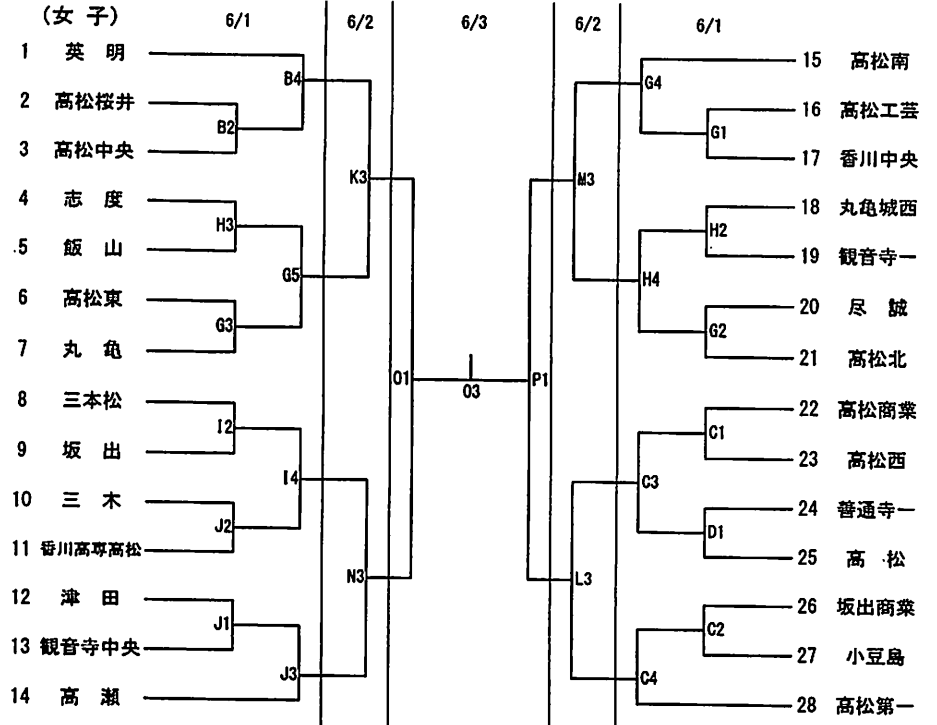 (女 子)
6/1
6/2
6/3
6/2
6/1
1 英 明
B4
2 高松桜井
B2
3 高松中央
K3
4 志 度
H3
5 飯 山
G5
6 高松東
G3
7 丸 亀
O1
8 三本松
I2
9 坂 出
I4
10 三 木
J2
11 香川高専高松
N3
12 津 田
J1
13 観音寺中央
J3
14 高 瀬
O3
P1
15 高松南
G4
16 高松工芸
G1
17 香川中央
M3
18 丸亀城西
H2
19 観音寺一
H4
20 尽 誠
G2
21 高松北
22 高松商業
C1
23 高松西
C3
24 善通寺一
D1
25 高 松
L3
26 坂出商業
C2
27 小豆島
C4
28 高松第一